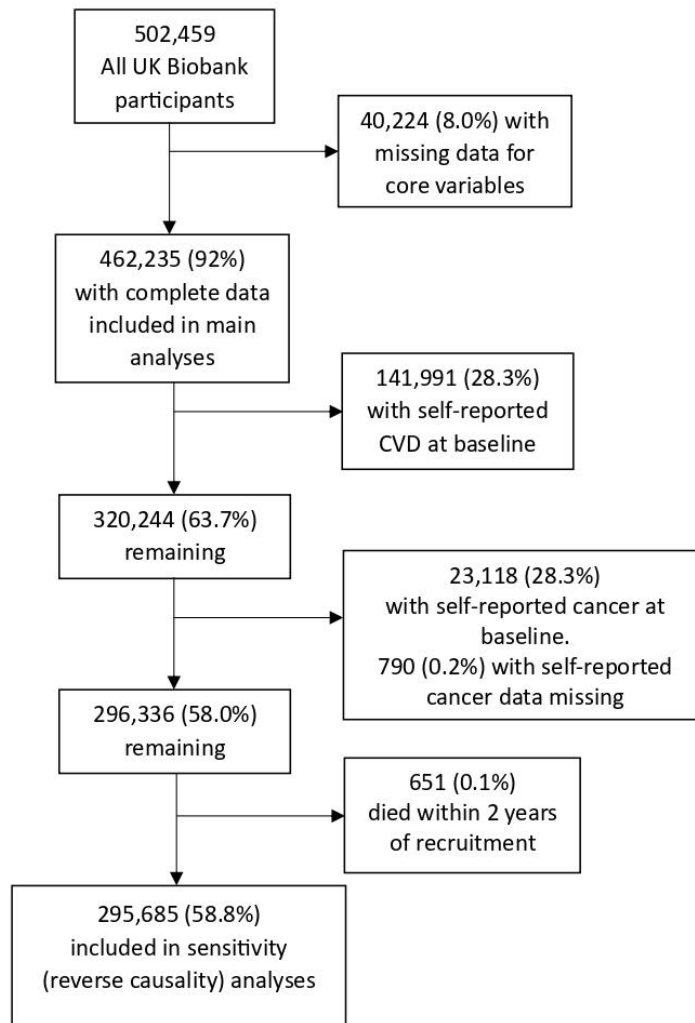 502,459
All UK Biobank
participants
40,224 (8.0%) with
missing data for
core variables
462,235 (92%)
with complete data
included in main
analyses
141,991 (28.3%)
with self-reported
CVD at baseline
320,244 (63.7%)
remaining
23,118 (28.3%)
with self-reported cancer at
baseline.
790 (0.2%) with self-reported
cancer data missing
296,336 (58.0%)
remaining
651 (0.1%)
died within 2 years
of recruitment
295,685 (58.8%)
included in sensitivity
(reverse causality) analyses